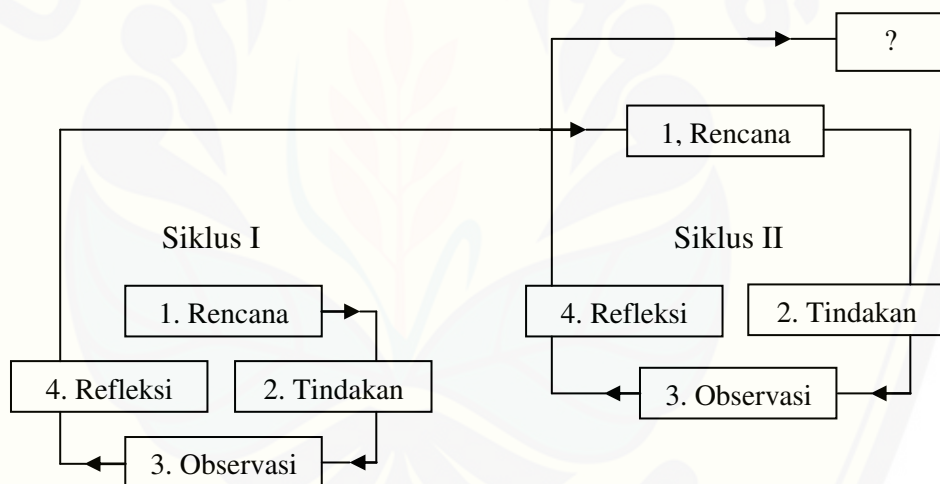 ?
1, Rencana
Siklus I
Siklus II
1. Rencana
4. Refleksi
2. Tindakan
4. Refleksi
2. Tindakan
3. Observasi
3. Observasi